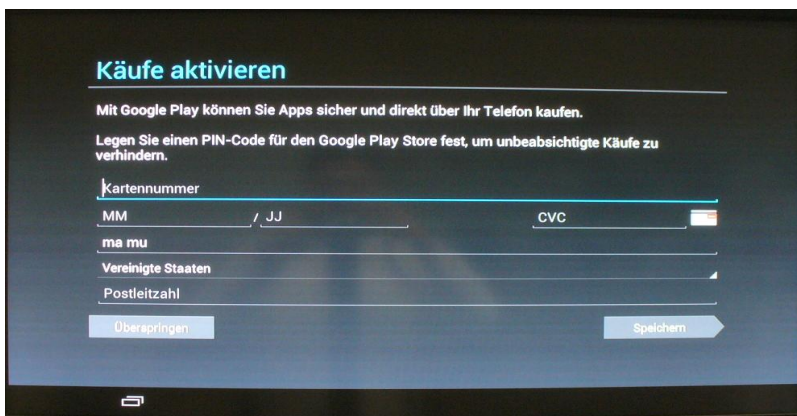 Käufe aktivieren
Mit Google Play können Sie Apps sicher und direkt über Ihr Telefon kaufen.
Legen Sie einen PIN-Code für den Google Play Store fest, um unbeabsichtigte Käufe zu
verhindern.
Kartennummer
MM / JJ CVC
ma mu
Vereinigte Staaten
Postleitzahl
Überspringen Speichern